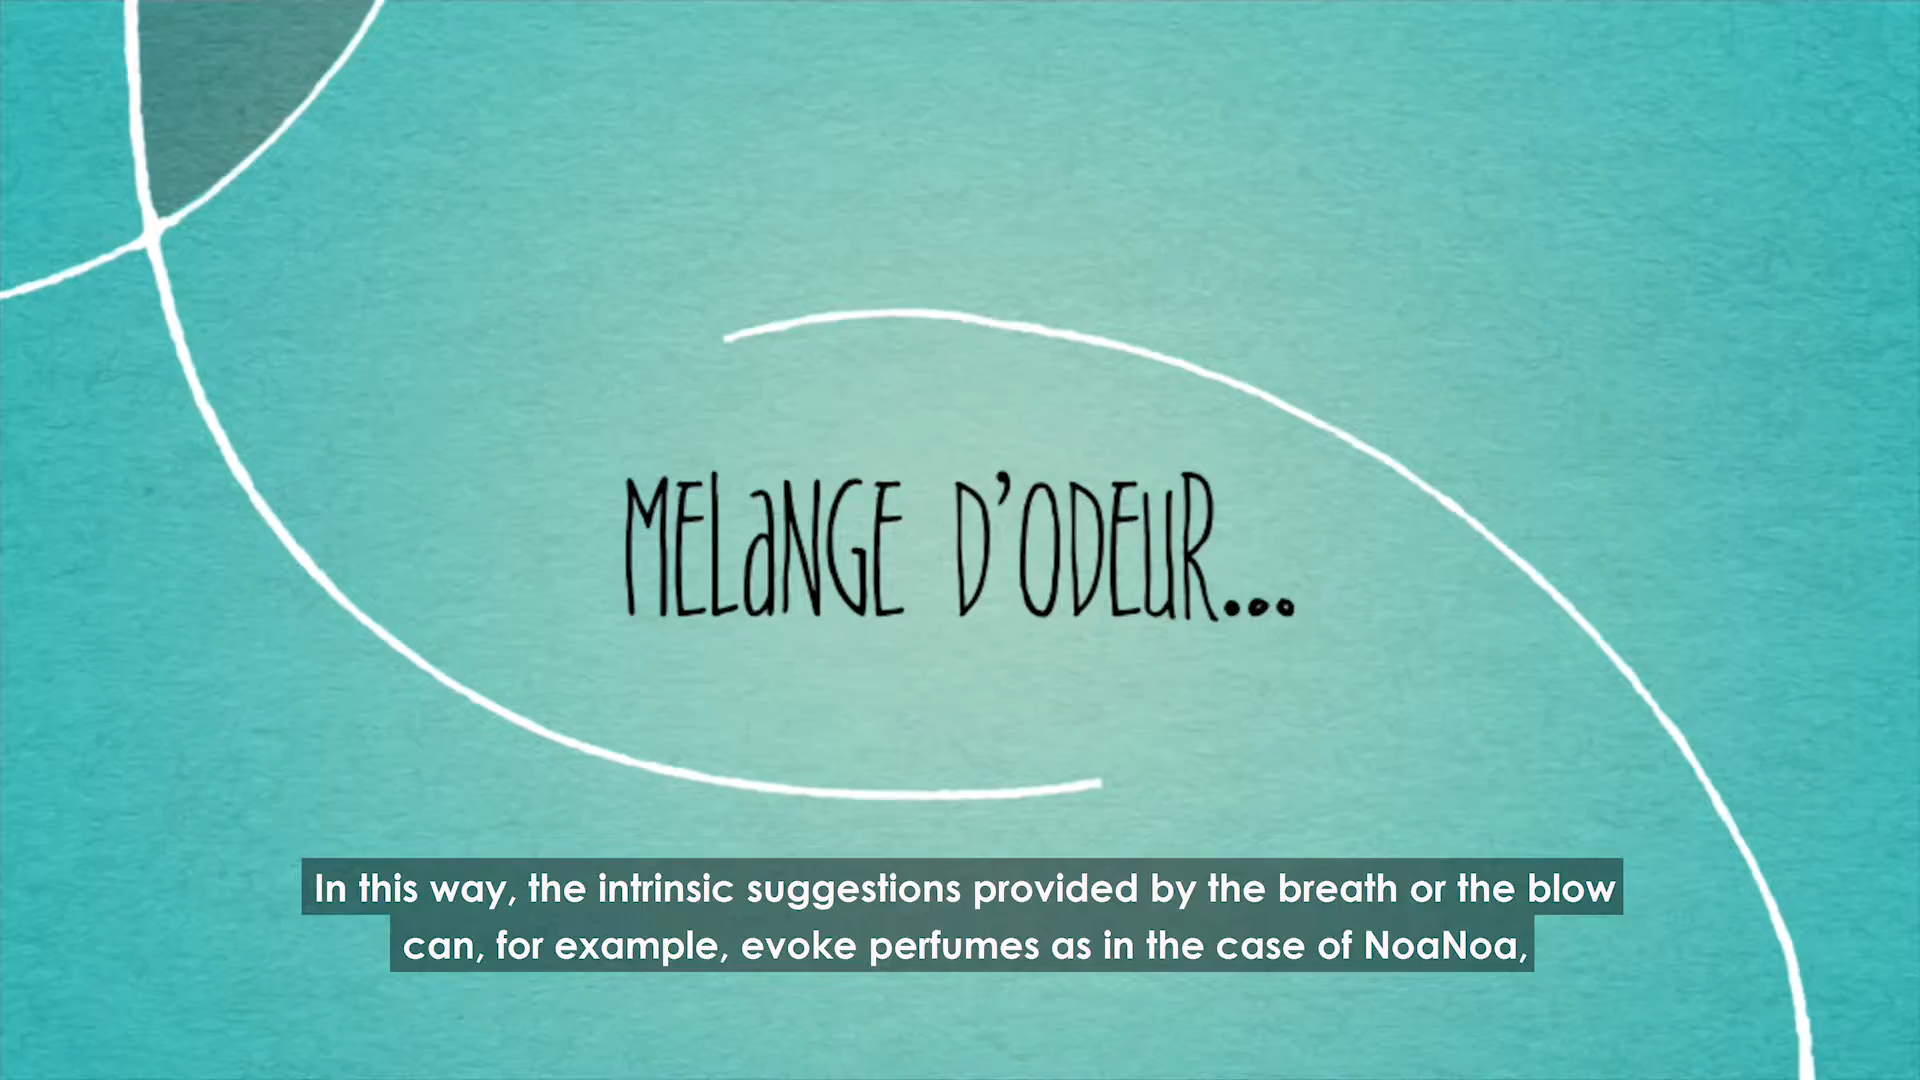 MELaNGE D'ODEuR...
In this way, the intrinsic suggestions provided by the breath or the blow
can, for example, evoke perfumes as in the case of NoaNoa,